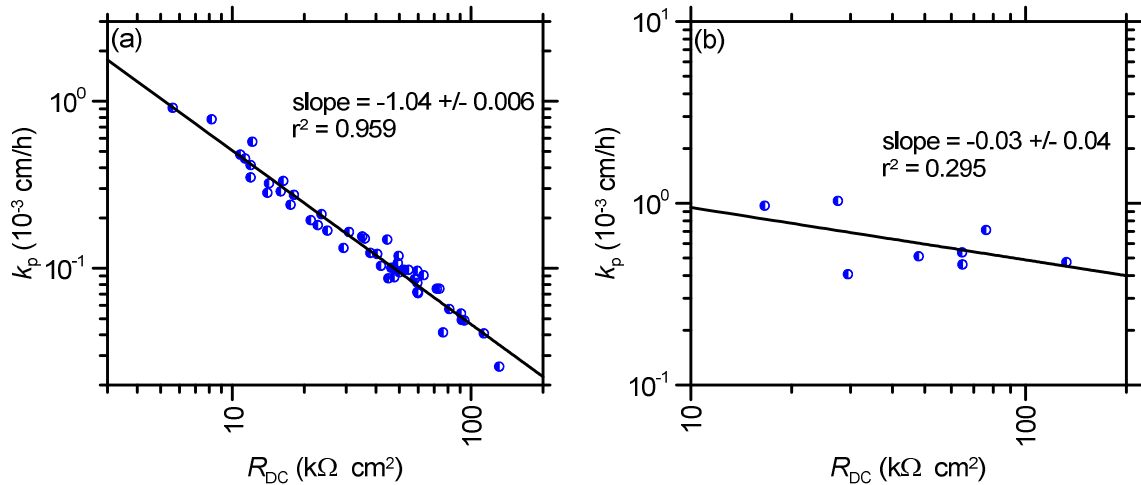 (a)
slope = -1.04 +/- 0.006
r² = 0.959
10⁰
10⁻¹
kₚ (10⁻³ cm/h)
10
100
R_DC (kΩ cm²)
(b)
slope = -0.03 +/- 0.04
r² = 0.295
10¹
10⁰
10⁻¹
kₚ (10⁻³ cm/h)
10
100
R_DC (kΩ cm²)